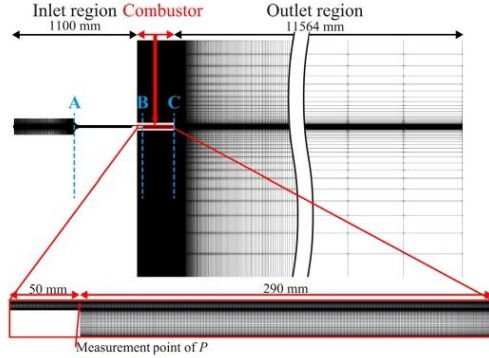 Inlet region Combustor Outlet region
1100 mm 11564 mm
A B C
50 mm 290 mm
Measurement point of P